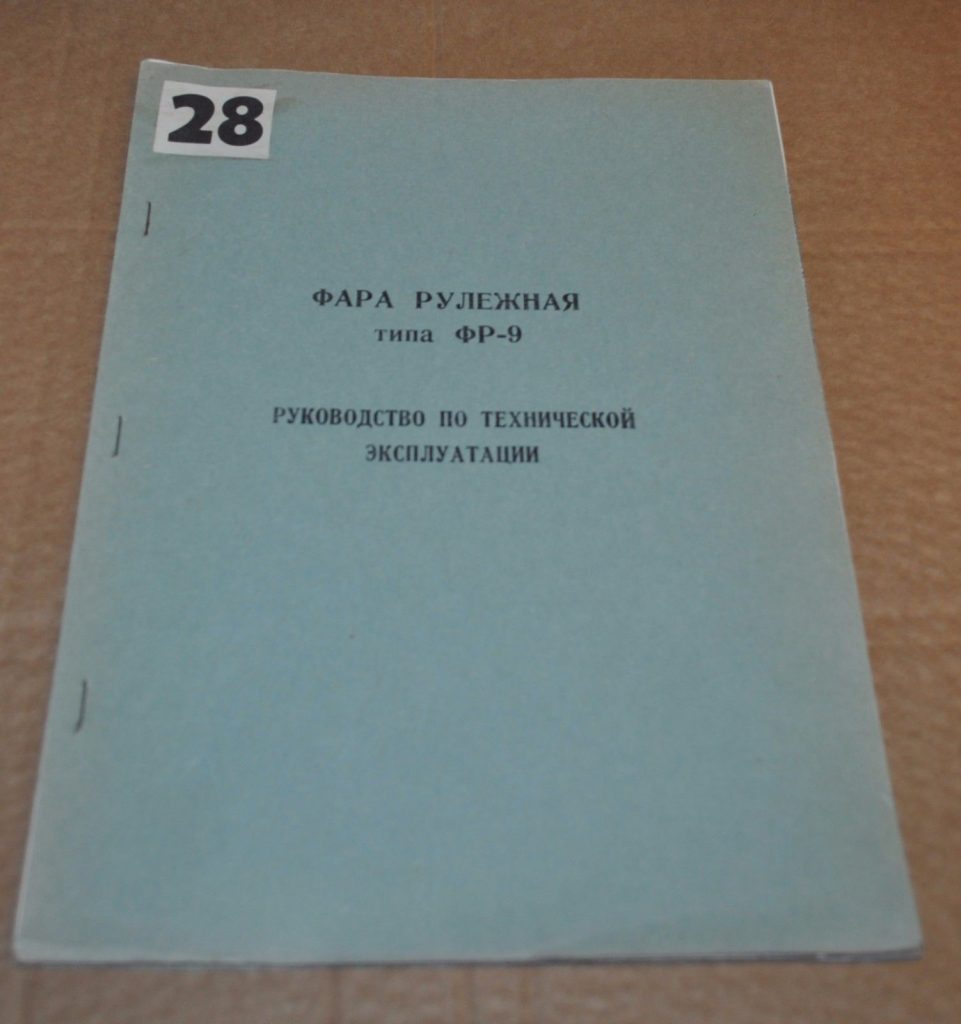 28
ФАРА РУЛЕЖНАЯ
типа ФР-9
РУКОВОДСТВО ПО ТЕХНИЧЕСКОЙ
ЭКСПЛУАТАЦИИ